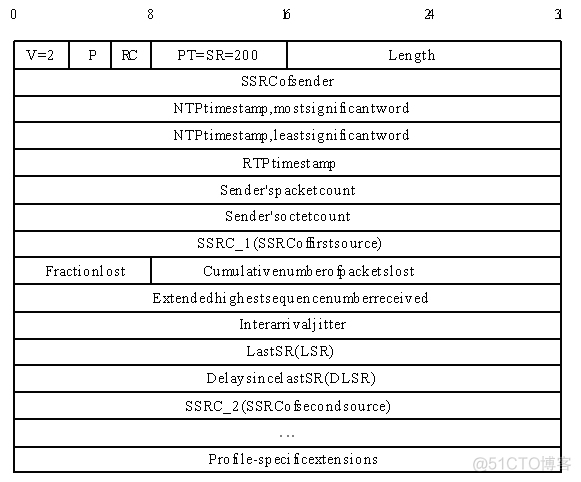 0 8 16 24 31
V=2 P RC PT=SR=200 Length
SSRCofsender
NTPtimestamp,mostsignificantword
NTPtimestamp,leastsignificantword
RTPtimestamp
Sender'spacketcount
Sender'soctetcount
SSRC_1(SSRCoffirstsource)
Fractionlost Cumulativenumberofpacketslost
Extendedhighestsequencenumberreceived
Interarrivaljitter
LastSR(LSR)
DelaysincelastSR(DLSR)
SSRC_2(SSRCofsecondsource)
...
Profile-specificextensions
@51CTO博客